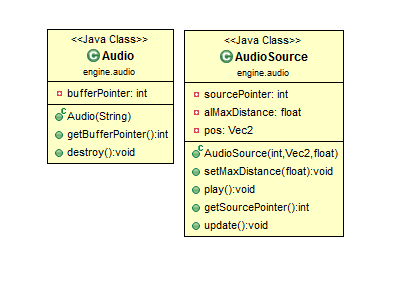 <<Java Class>>
Audio
engine.audio
bufferPointer: int
Audio(String)
getBufferPointer():int
destroy():void
<<Java Class>>
AudioSource
engine.audio
sourcePointer: int
alMaxDistance: float
pos: Vec2
AudioSource(int,Vec2,float)
setMaxDistance(float):void
play():void
getSourcePointer():int
update():void